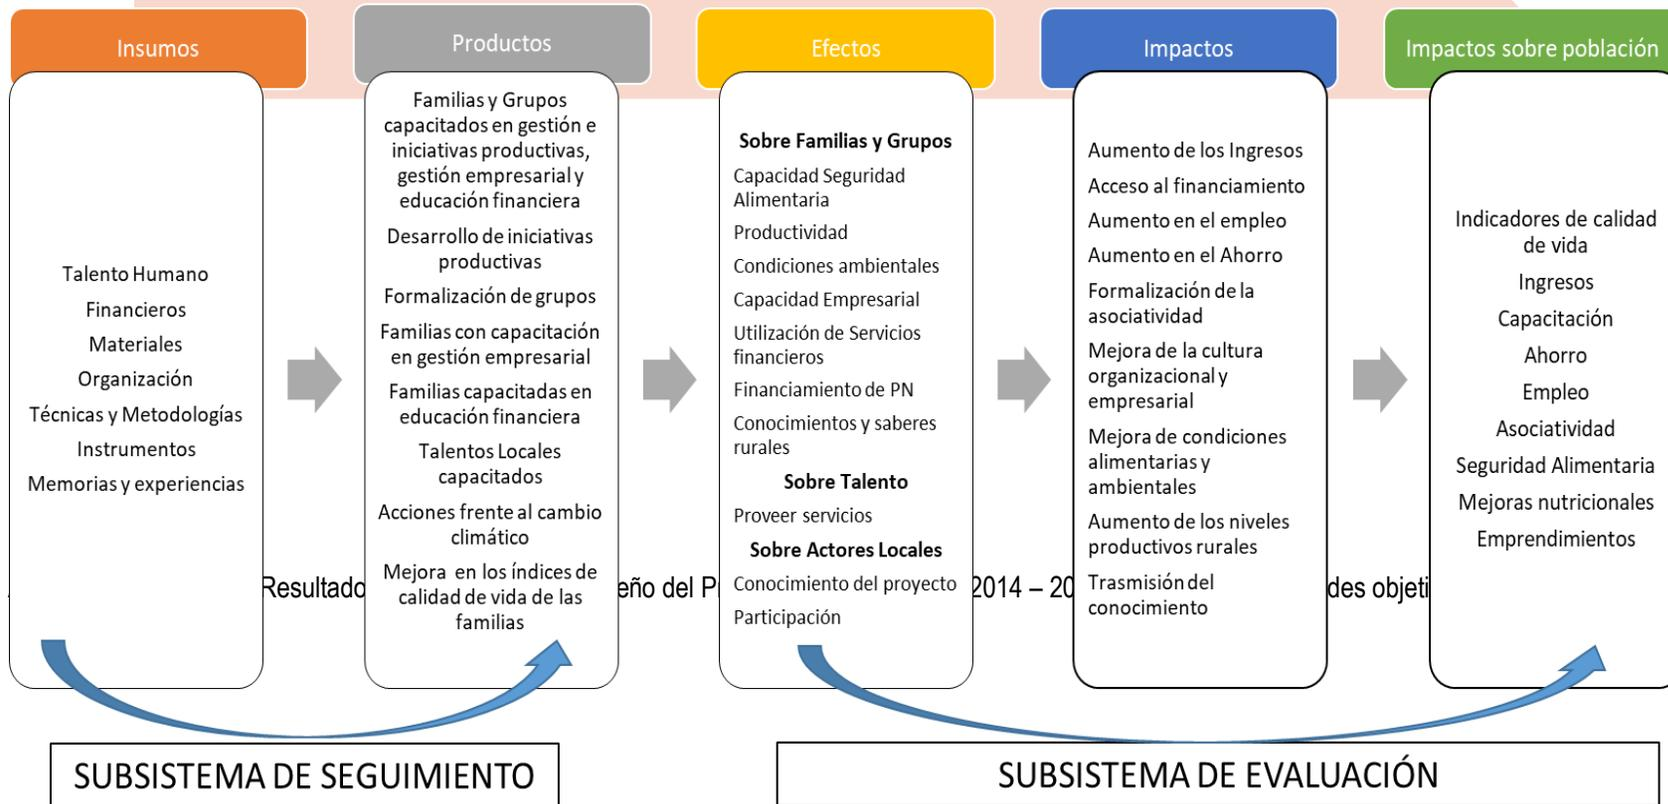 Insumos
Talento Humano
Financieros
Materiales
Organización
Técnicas y Metodologías
Instrumentos
Memorias y experiencias
Productos
Familias y Grupos
capacitados en gestión e
iniciativas productivas,
gestión empresarial y
educación financiera
Desarrollo de iniciativas
productivas
Formalización de grupos
Familias con capacitación
en gestión empresarial
Familias capacitadas en
educación financiera
Talentos Locales
capacitados
Acciones frente al cambio
climático
Mejora en los índices de
calidad de vida de las
familias
Efectos
Sobre Familias y Grupos
Capacidad Seguridad
Alimentaria
Productividad
Condiciones ambientales
Capacidad Empresarial
Utilización de Servicios
financieros
Financiamiento de PN
Conocimientos y saberes
rurales
Sobre Talento
Proveer servicios
Sobre Actores Locales
Conocimiento del proyecto
Participación
Impactos
Aumento de los Ingresos
Acceso al financiamiento
Aumento en el empleo
Aumento en el Ahorro
Formalización de la
asociatividad
Mejora de la cultura
organizacional y
empresarial
Mejora de condiciones
alimentarias y
ambientales
Aumento de los niveles
productivos rurales
Trasmisión del
conocimiento
Impactos sobre población
Indicadores de calidad
de vida
Ingresos
Capacitación
Ahorro
Empleo
Asociatividad
Seguridad Alimentaria
Mejoras nutricionales
Emprendimientos
Resultado eño del P 2014 – 20 des objeti
SUBSISTEMA DE SEGUIMIENTO
SUBSISTEMA DE EVALUACIÓN